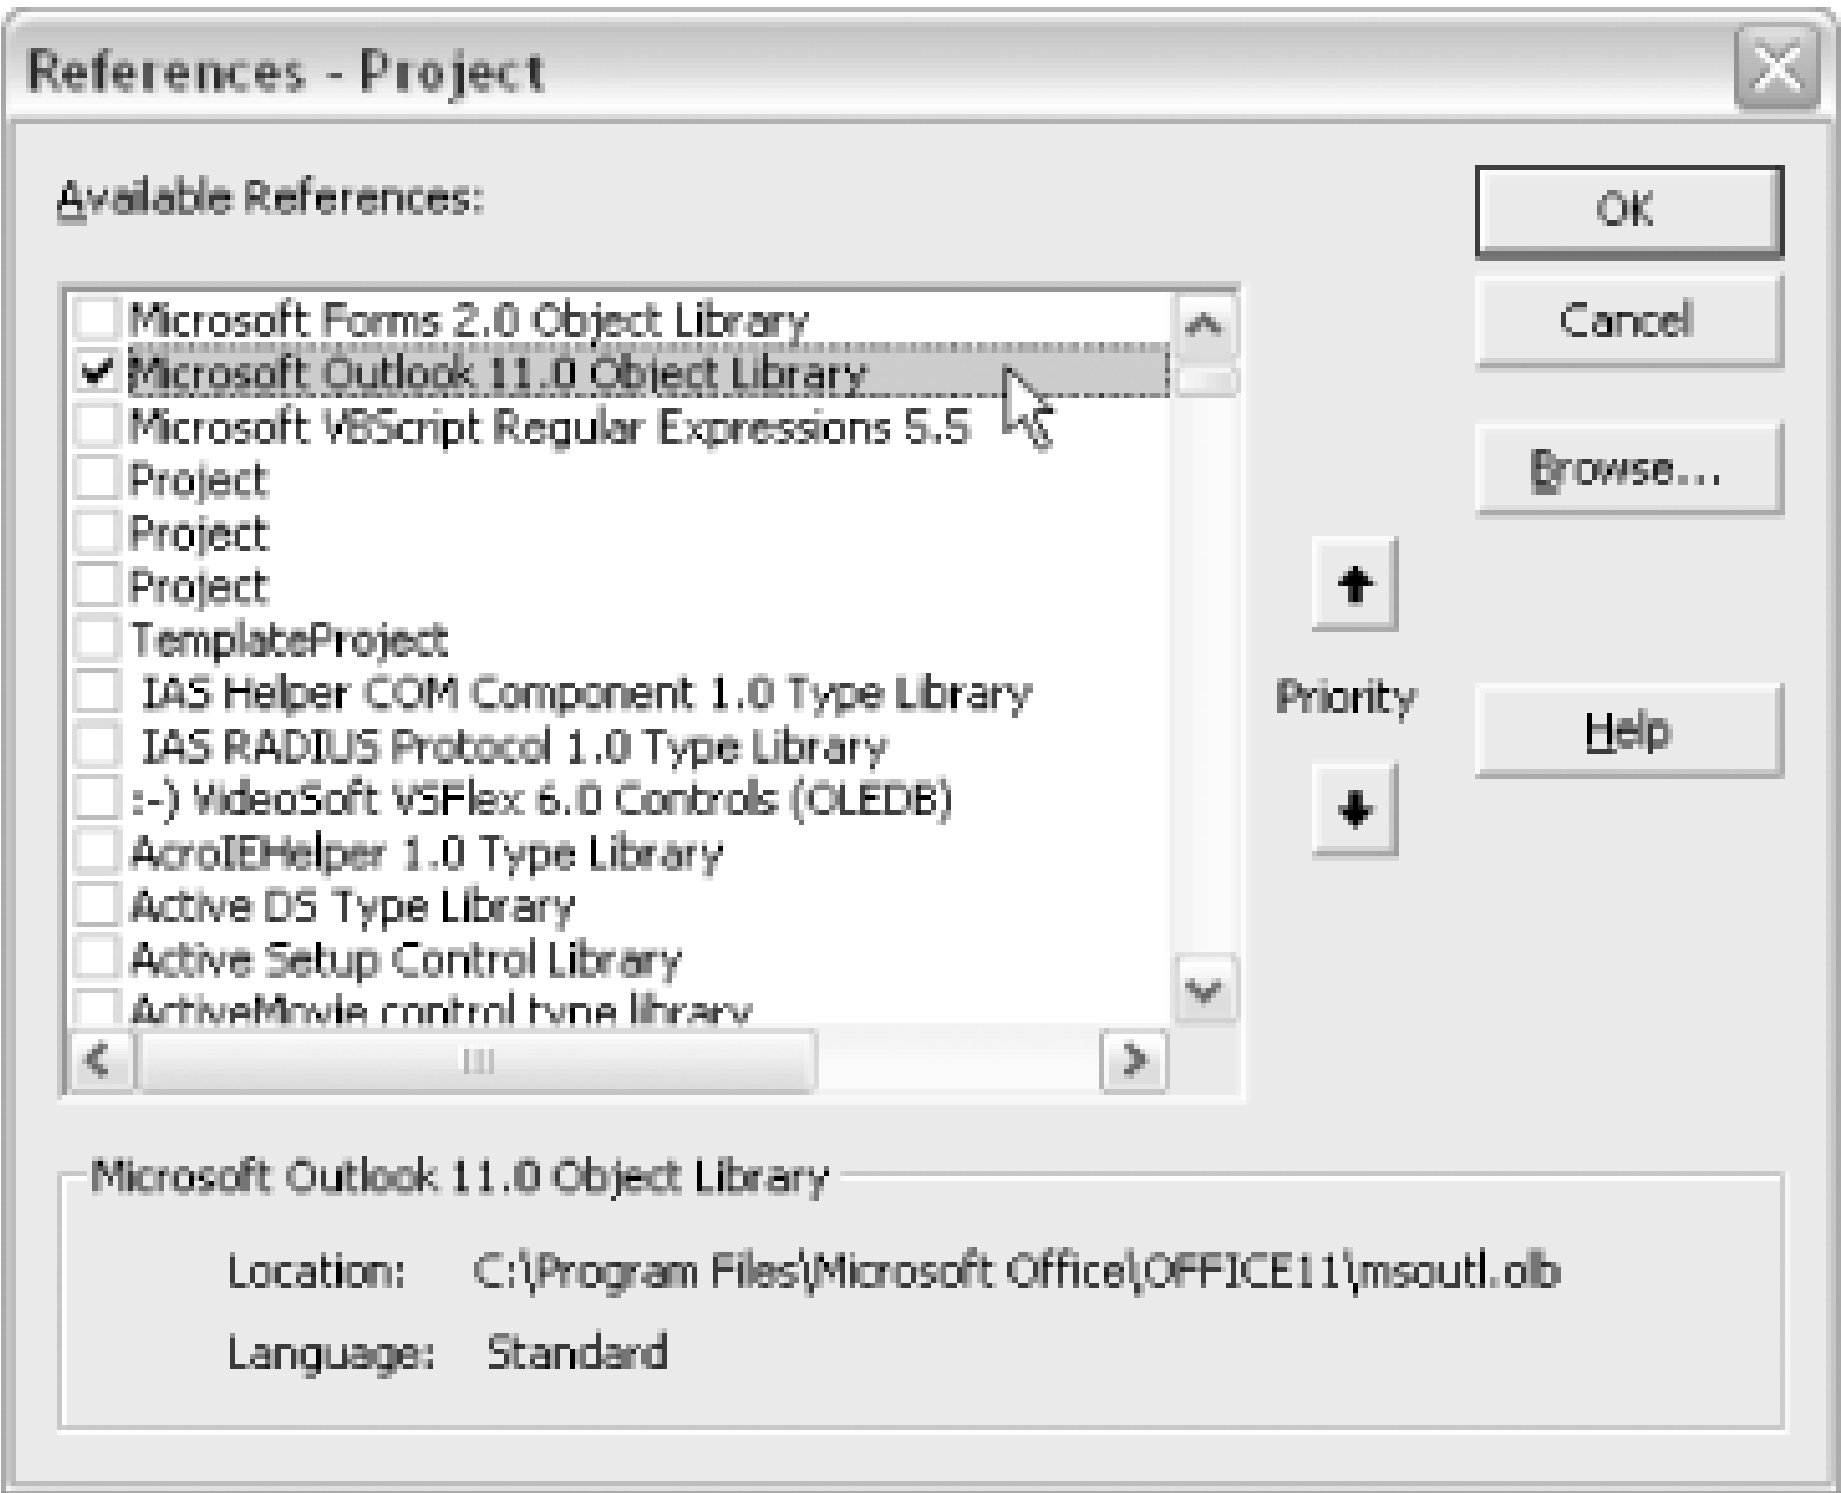 References - Project
Available References:
OK
Cancel
Browse...
Priority
Help
Microsoft Forms 2.0 Object Library
Microsoft Outlook 11.0 Object Library
Microsoft VBScript Regular Expressions 5.5
Project
Project
Project
TemplateProject
IAS Helper COM Component 1.0 Type Library
IAS RADIUS Protocol 1.0 Type Library
:-) VideoSoft VSFlex 6.0 Controls (OLEDB)
AcroIEHelper 1.0 Type Library
Active DS Type Library
Active Setup Control Library
ActiveMovie control type library
Microsoft Outlook 11.0 Object Library
Location: C:\Program Files\Microsoft Office\OFFICE11\msoutl.olb
Language: Standard